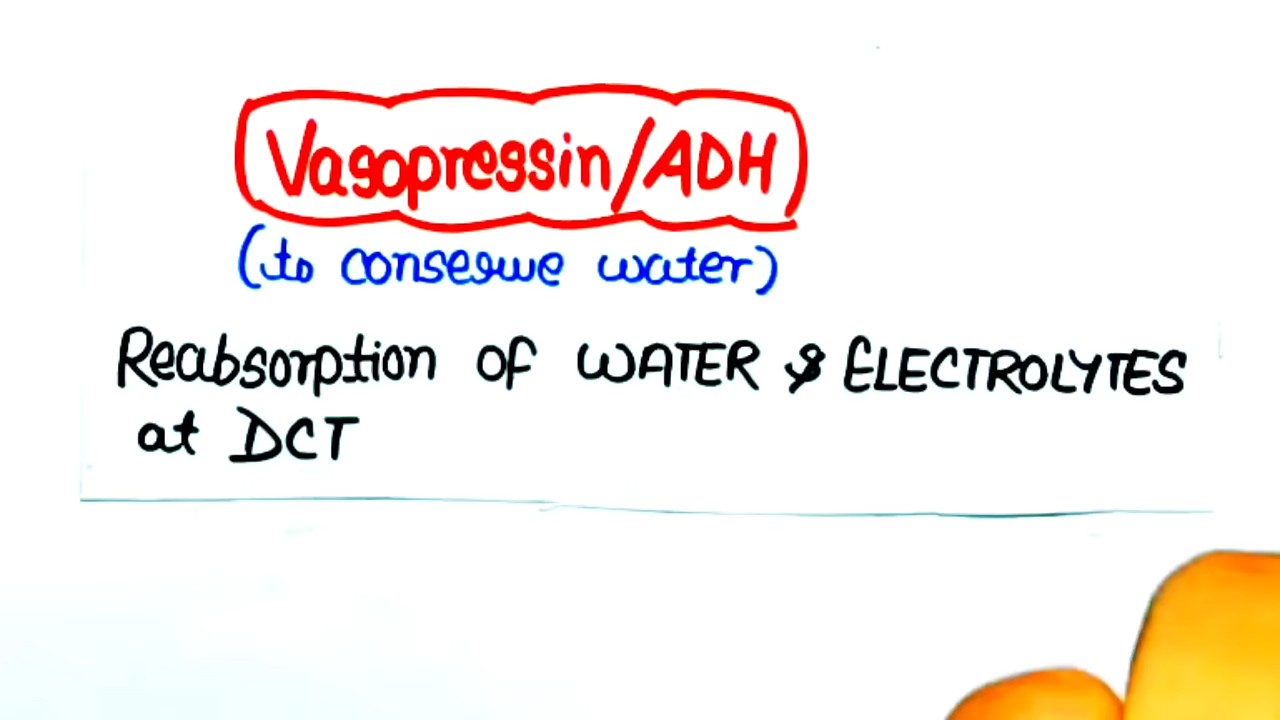 Vasopressin/ADH
(to conserve water)
Reabsorption of WATER & ELECTROLYTES
at DCT